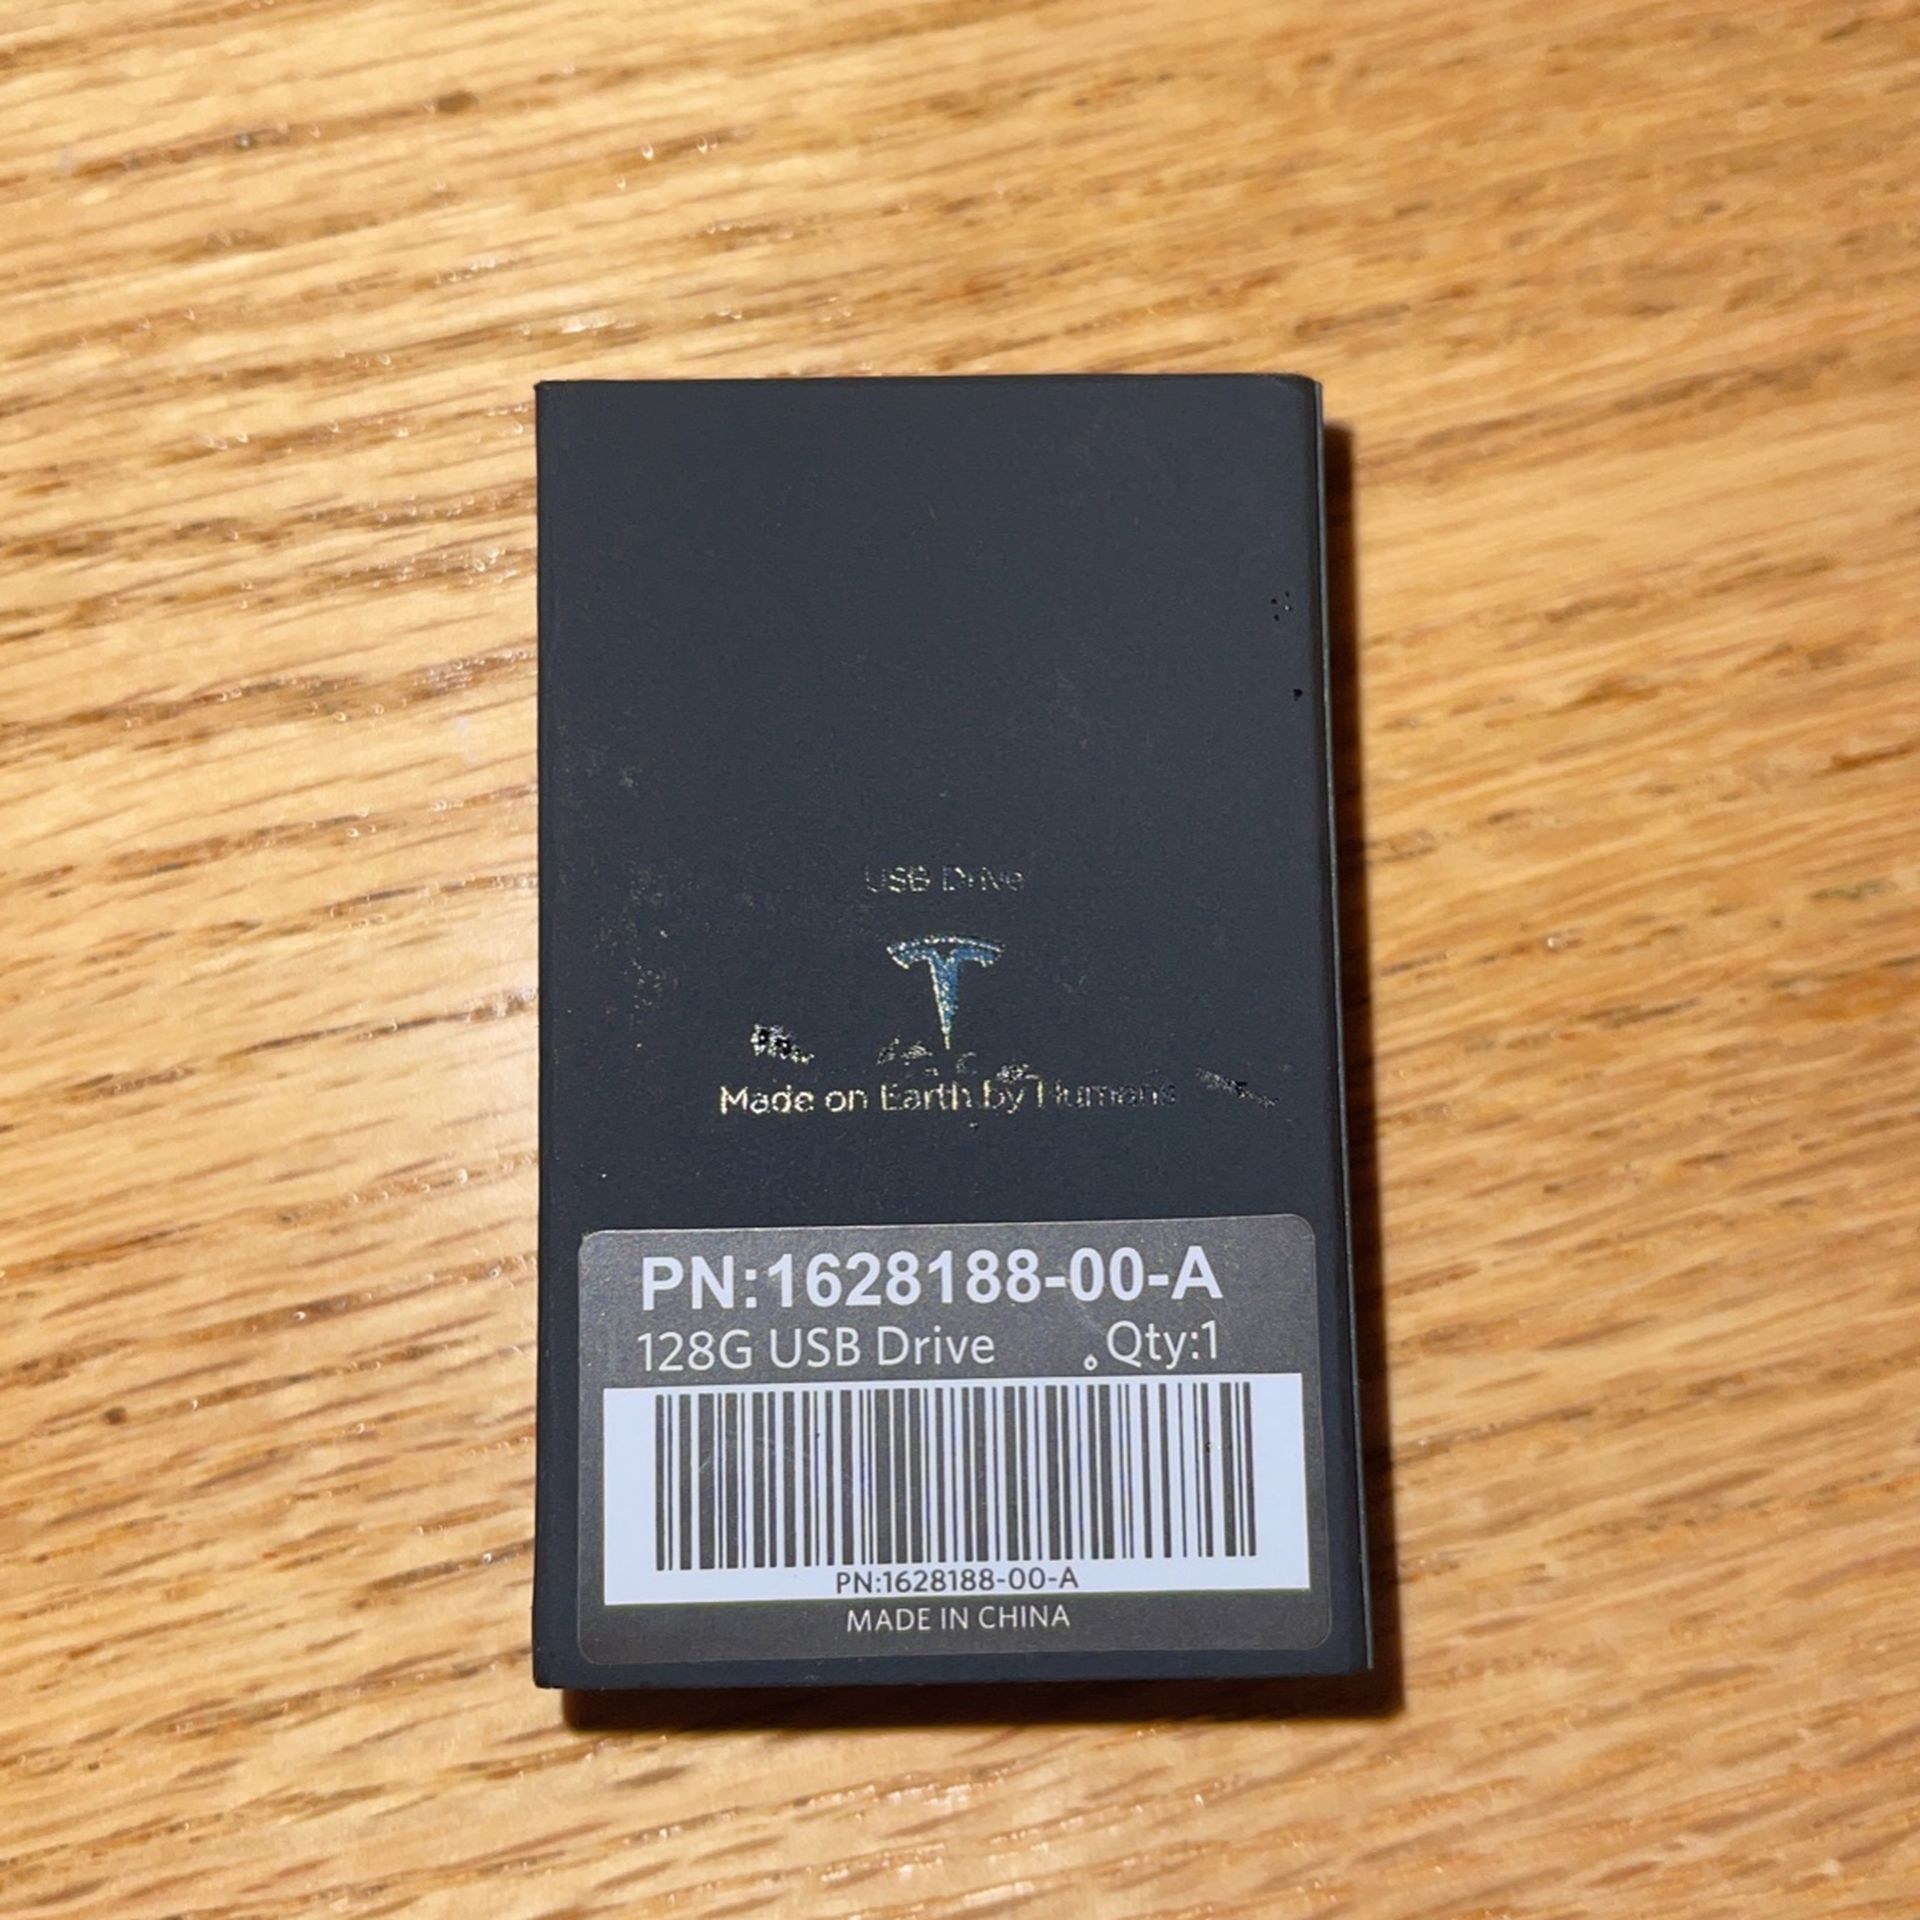 USB Drive
Made on Earth by Humans
PN:1628188-00-A
128G USB Drive
Qty:1
PN:1628188-00-A
MADE IN CHINA